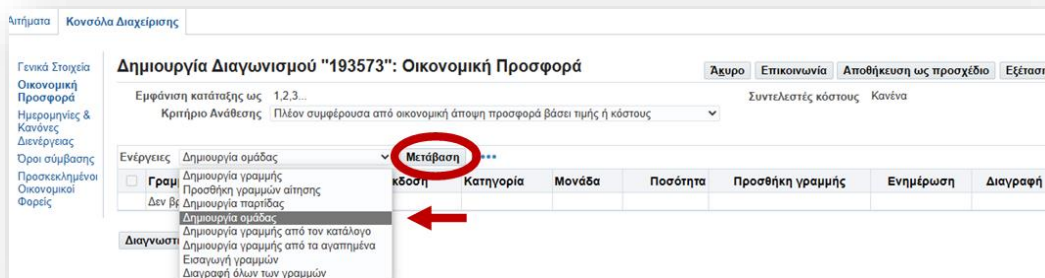 Αιτήματα Κονσόλα Διαχείρισης
Γενικά Στοιχεία
Οικονομική
Προσφορά
Ημερομηνίες &
Κανόνες
Διενέργειας
Όροι σύμβασης
Προσκεκλημένοι
Οικονομικοί
Φορείς
Δημιουργία Διαγωνισμού "193573": Οικονομική Προσφορά
Άκυρο Επικοινωνία Αποθήκευση ως προσχέδιο
Εμφάνιση κατάταξης ως 1,2,3... Συντελεστές κόστους Κανένα
Κριτήριο Ανάθεσης Πλέον συμφέρουσα από οικονομική άποψη προσφορά βάσει τιμής ή κόστους
Ενέργειες Δημιουργία ομάδας Μετάβαση
Κατηγορία Μονάδα Ποσότητα Προσθήκη γραμμής Ενημέρωση Διαγραφή
Δημιουργία γραμμής
Προσθήκη γραμμών αίτησης
Δημιουργία παρτίδας
Δημιουργία ομάδας
Δημιουργία γραμμής από τον κατάλογο
Δημιουργία γραμμής από τα αγαπημένα
Εισαγωγή γραμμών
Διαγραφή όλων των γραμμών